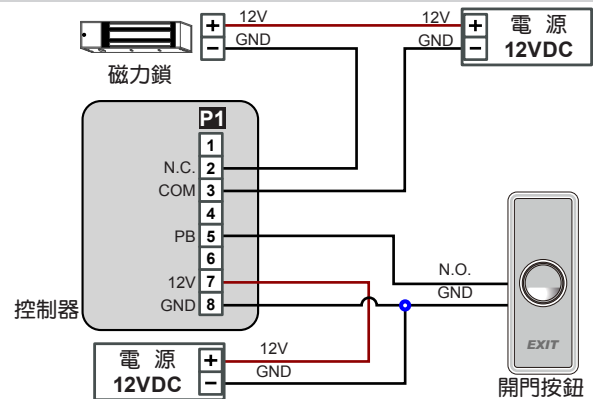 + 12V 12V + 電 源
− GND GND − 12VDC
磁力鎖
P1
1
N.C. 2
COM 3
4
PB 5
6
12V 7
GND 8
控制器
N.O.
GND
EXIT
開門按鈕
電 源 + 12V
12VDC − GND